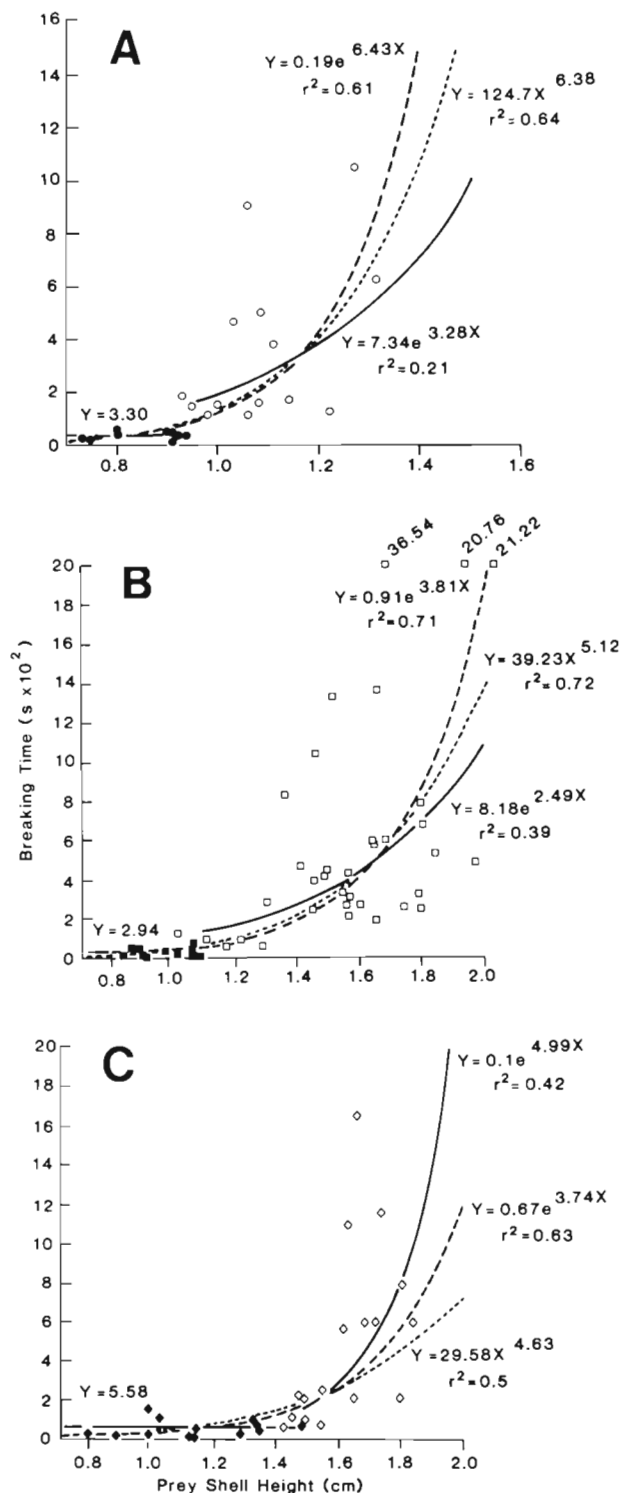 A
16
14
12
10
8
6
4
2
0
Y=0.19e 6.43X
r2=0.61
Y=124.7X 6.38
r2=0.64
Y=7.34e 3.28X
r2=0.21
Y=3.30
0.8 1.0 1.2 1.4 1.6
B
Breaking Time (s x 10 2)
20
18
16
14
12
10
8
6
4
2
0
36.54
20.76
21.22
Y=0.91e 3.81X
r2=0.71
Y=39.23X 5.12
r2=0.72
Y=8.18e 2.49X
r2=0.39
Y=2.94
0.8 1.0 1.2 1.4 1.6 1.8 2.0
C
20
18
16
14
12
10
8
6
4
2
0
Y=0.1e 4.99X
r2=0.42
Y=0.67e 3.74X
r2=0.63
Y=29.58X 4.63
r2=0.5
Y=5.58
0.8 1.0 1.2 1.4 1.6 1.8 2.0
Prey Shell Height (cm)